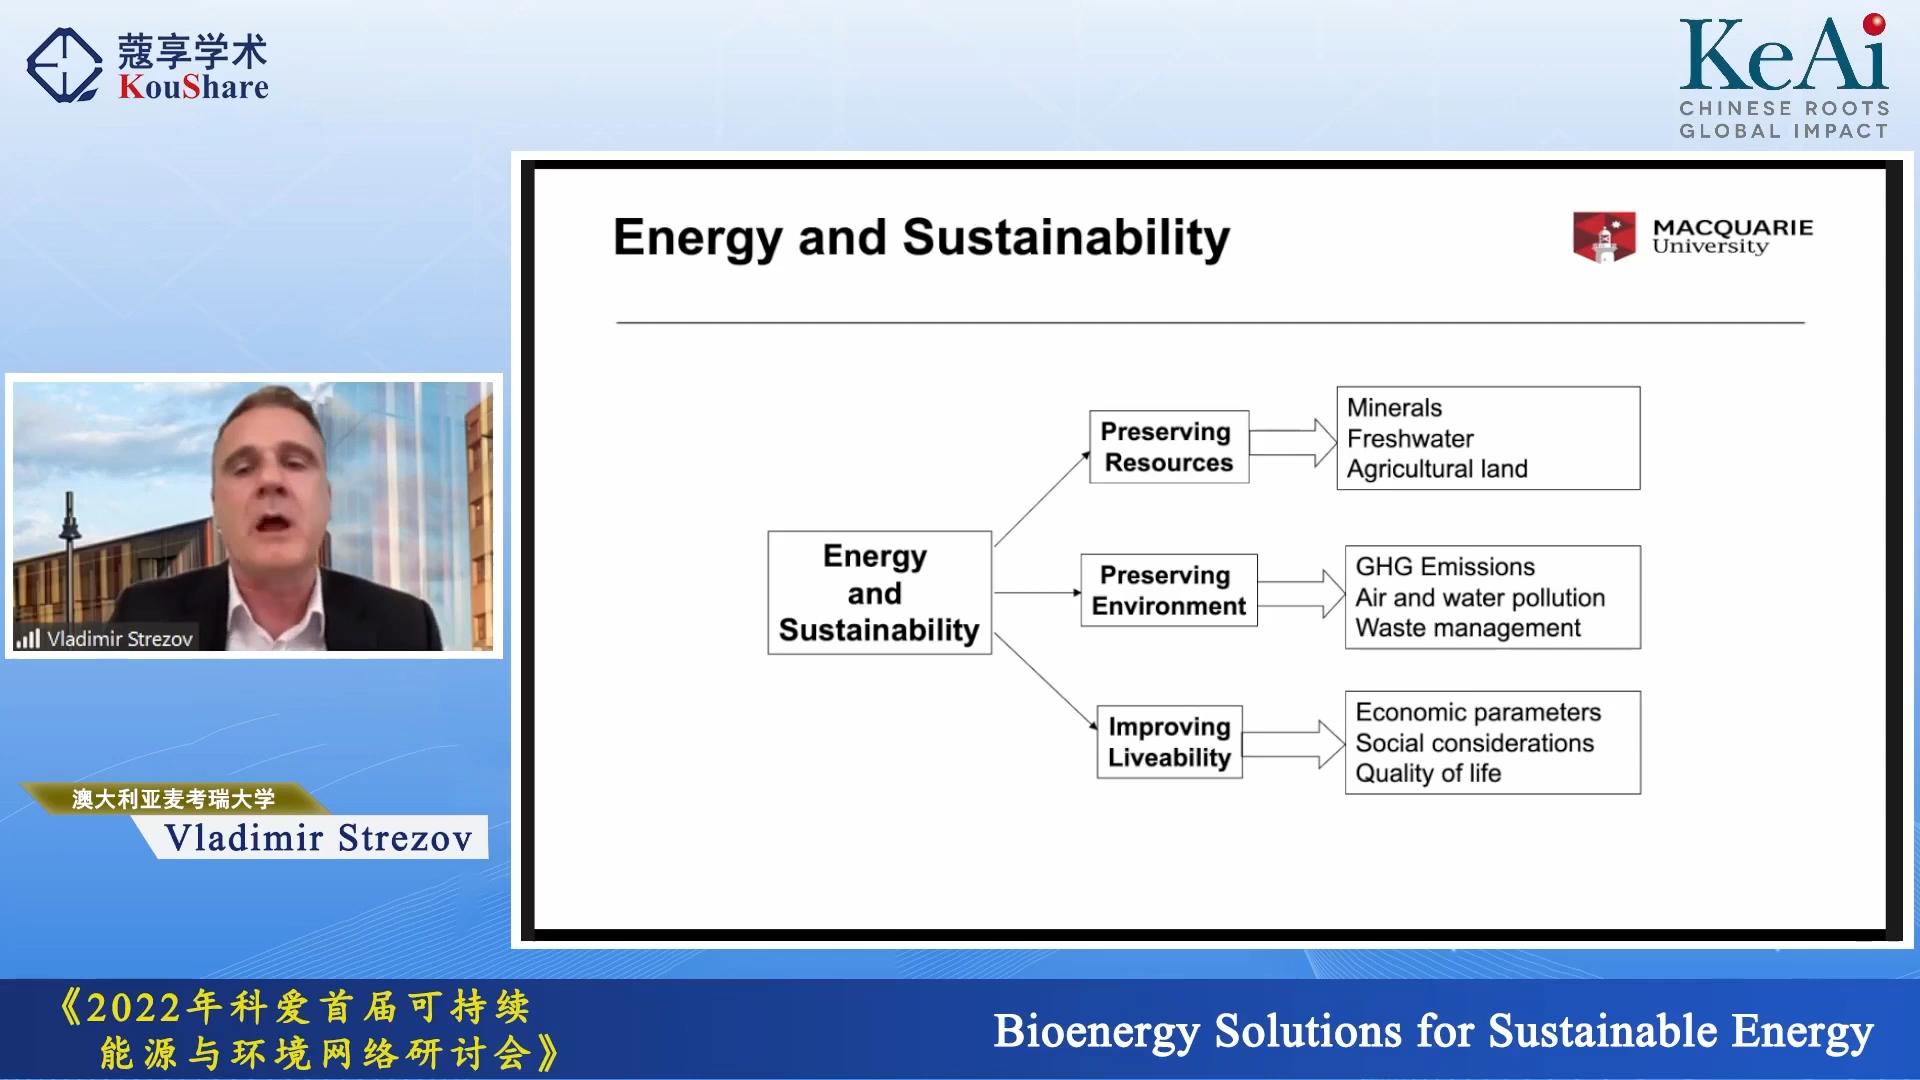 蔻享学术
KouShare
KeAi
CHINESE ROOTS
GLOBAL IMPACT
Energy and Sustainability
MACQUARIE
University
Energy
and
Sustainability
Preserving
Resources
Minerals
Freshwater
Agricultural land
Preserving
Environment
GHG Emissions
Air and water pollution
Waste management
Improving
Liveability
Economic parameters
Social considerations
Quality of life
Vladimir Strezov
澳大利亚麦考瑞大学
Vladimir Strezov
《2022年科爱首届可持续
能源与环境网络研讨会》
Bioenergy Solutions for Sustainable Energy